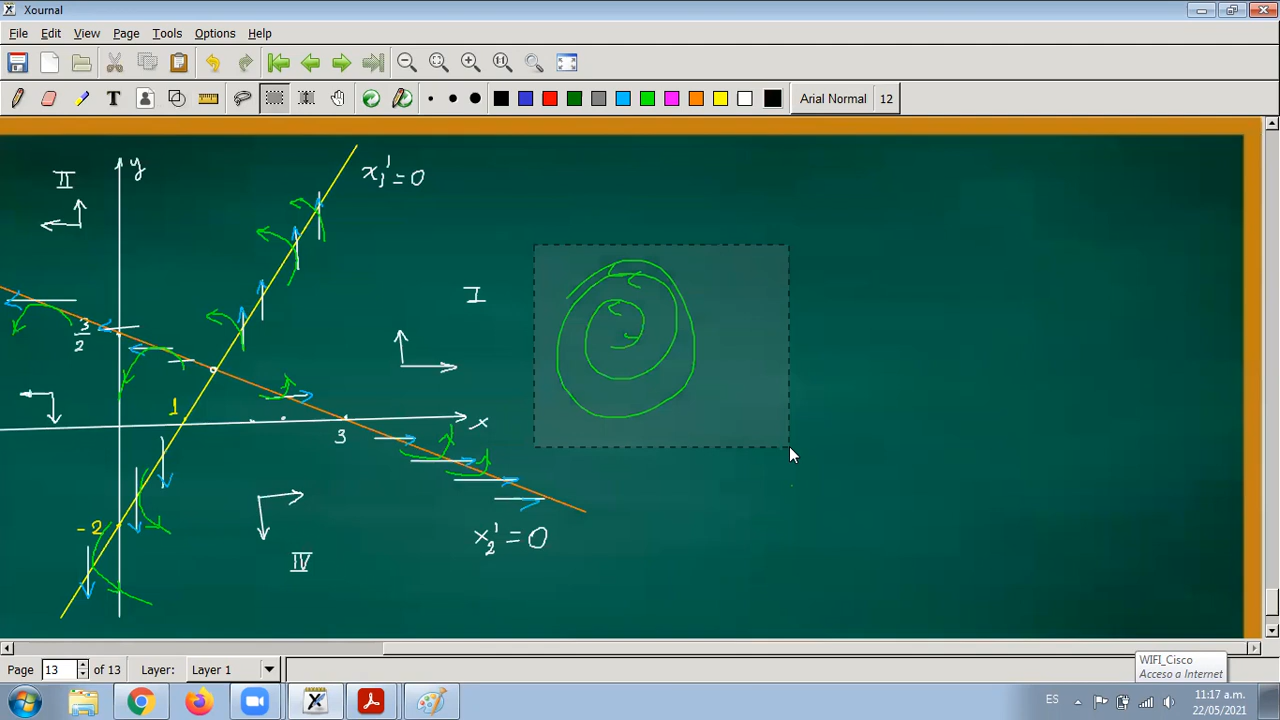 Xournal
File Edit View Page Tools Options Help
Arial Normal 12
II
y
x₁' = 0
3/2
I
1
3
x
-2
x₂' = 0
IV
Page 13 of 13 Layer: Layer 1
WIFI_Cisco
Acceso a Internet
ES
11:17 a.m.
22/05/2021